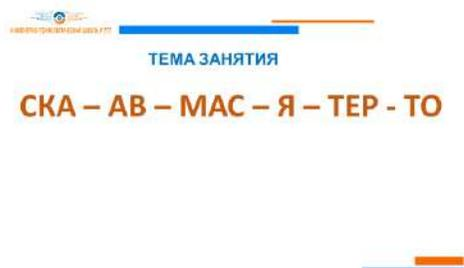 ТЕМА ЗАНЯТИЯ
СКА – АВ – МАС – Я – ТЕР - ТО